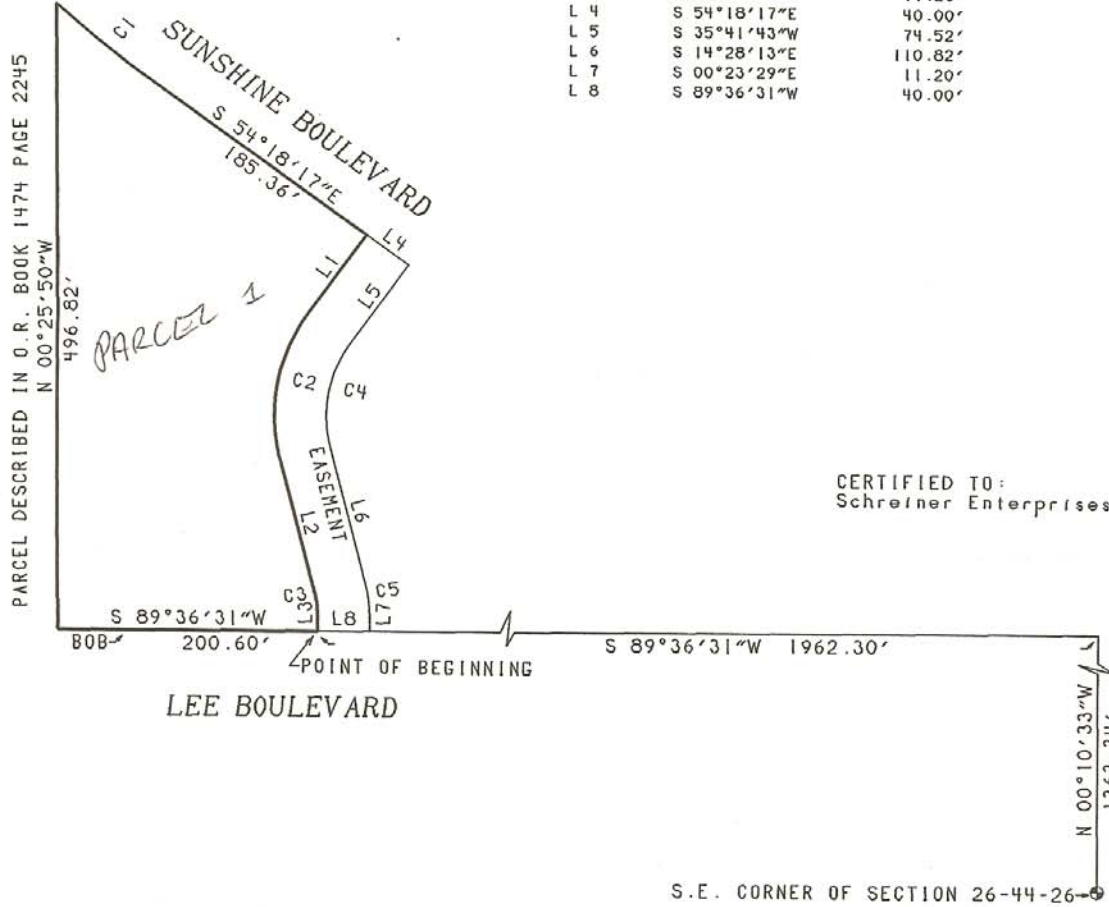 L 4 S 54°18'17"E 40.00'
L 5 S 35°41'43"W 74.52'
L 6 S 14°28'13"E 110.82'
L 7 S 00°23'29"E 11.20'
L 8 S 89°36'31"W 40.00'
C1
SUNSHINE BOULEVARD
S 54°18'17"E
185.36'
L4
L1
L5
PARCEL DESCRIBED IN O.R. BOOK 1474 PAGE 2245
N 00°25'50"W
496.82'
PARCEL 1
C2
C4
EASEMENT
L2
L6
CERTIFIED TO:
Schreiner Enterprises
C3
C5
L3
L8
L7
S 89°36'31"W
BOB
200.60'
POINT OF BEGINNING
S 89°36'31"W 1962.30'
LEE BOULEVARD
N 00°10'33"W
S.E. CORNER OF SECTION 26-44-26